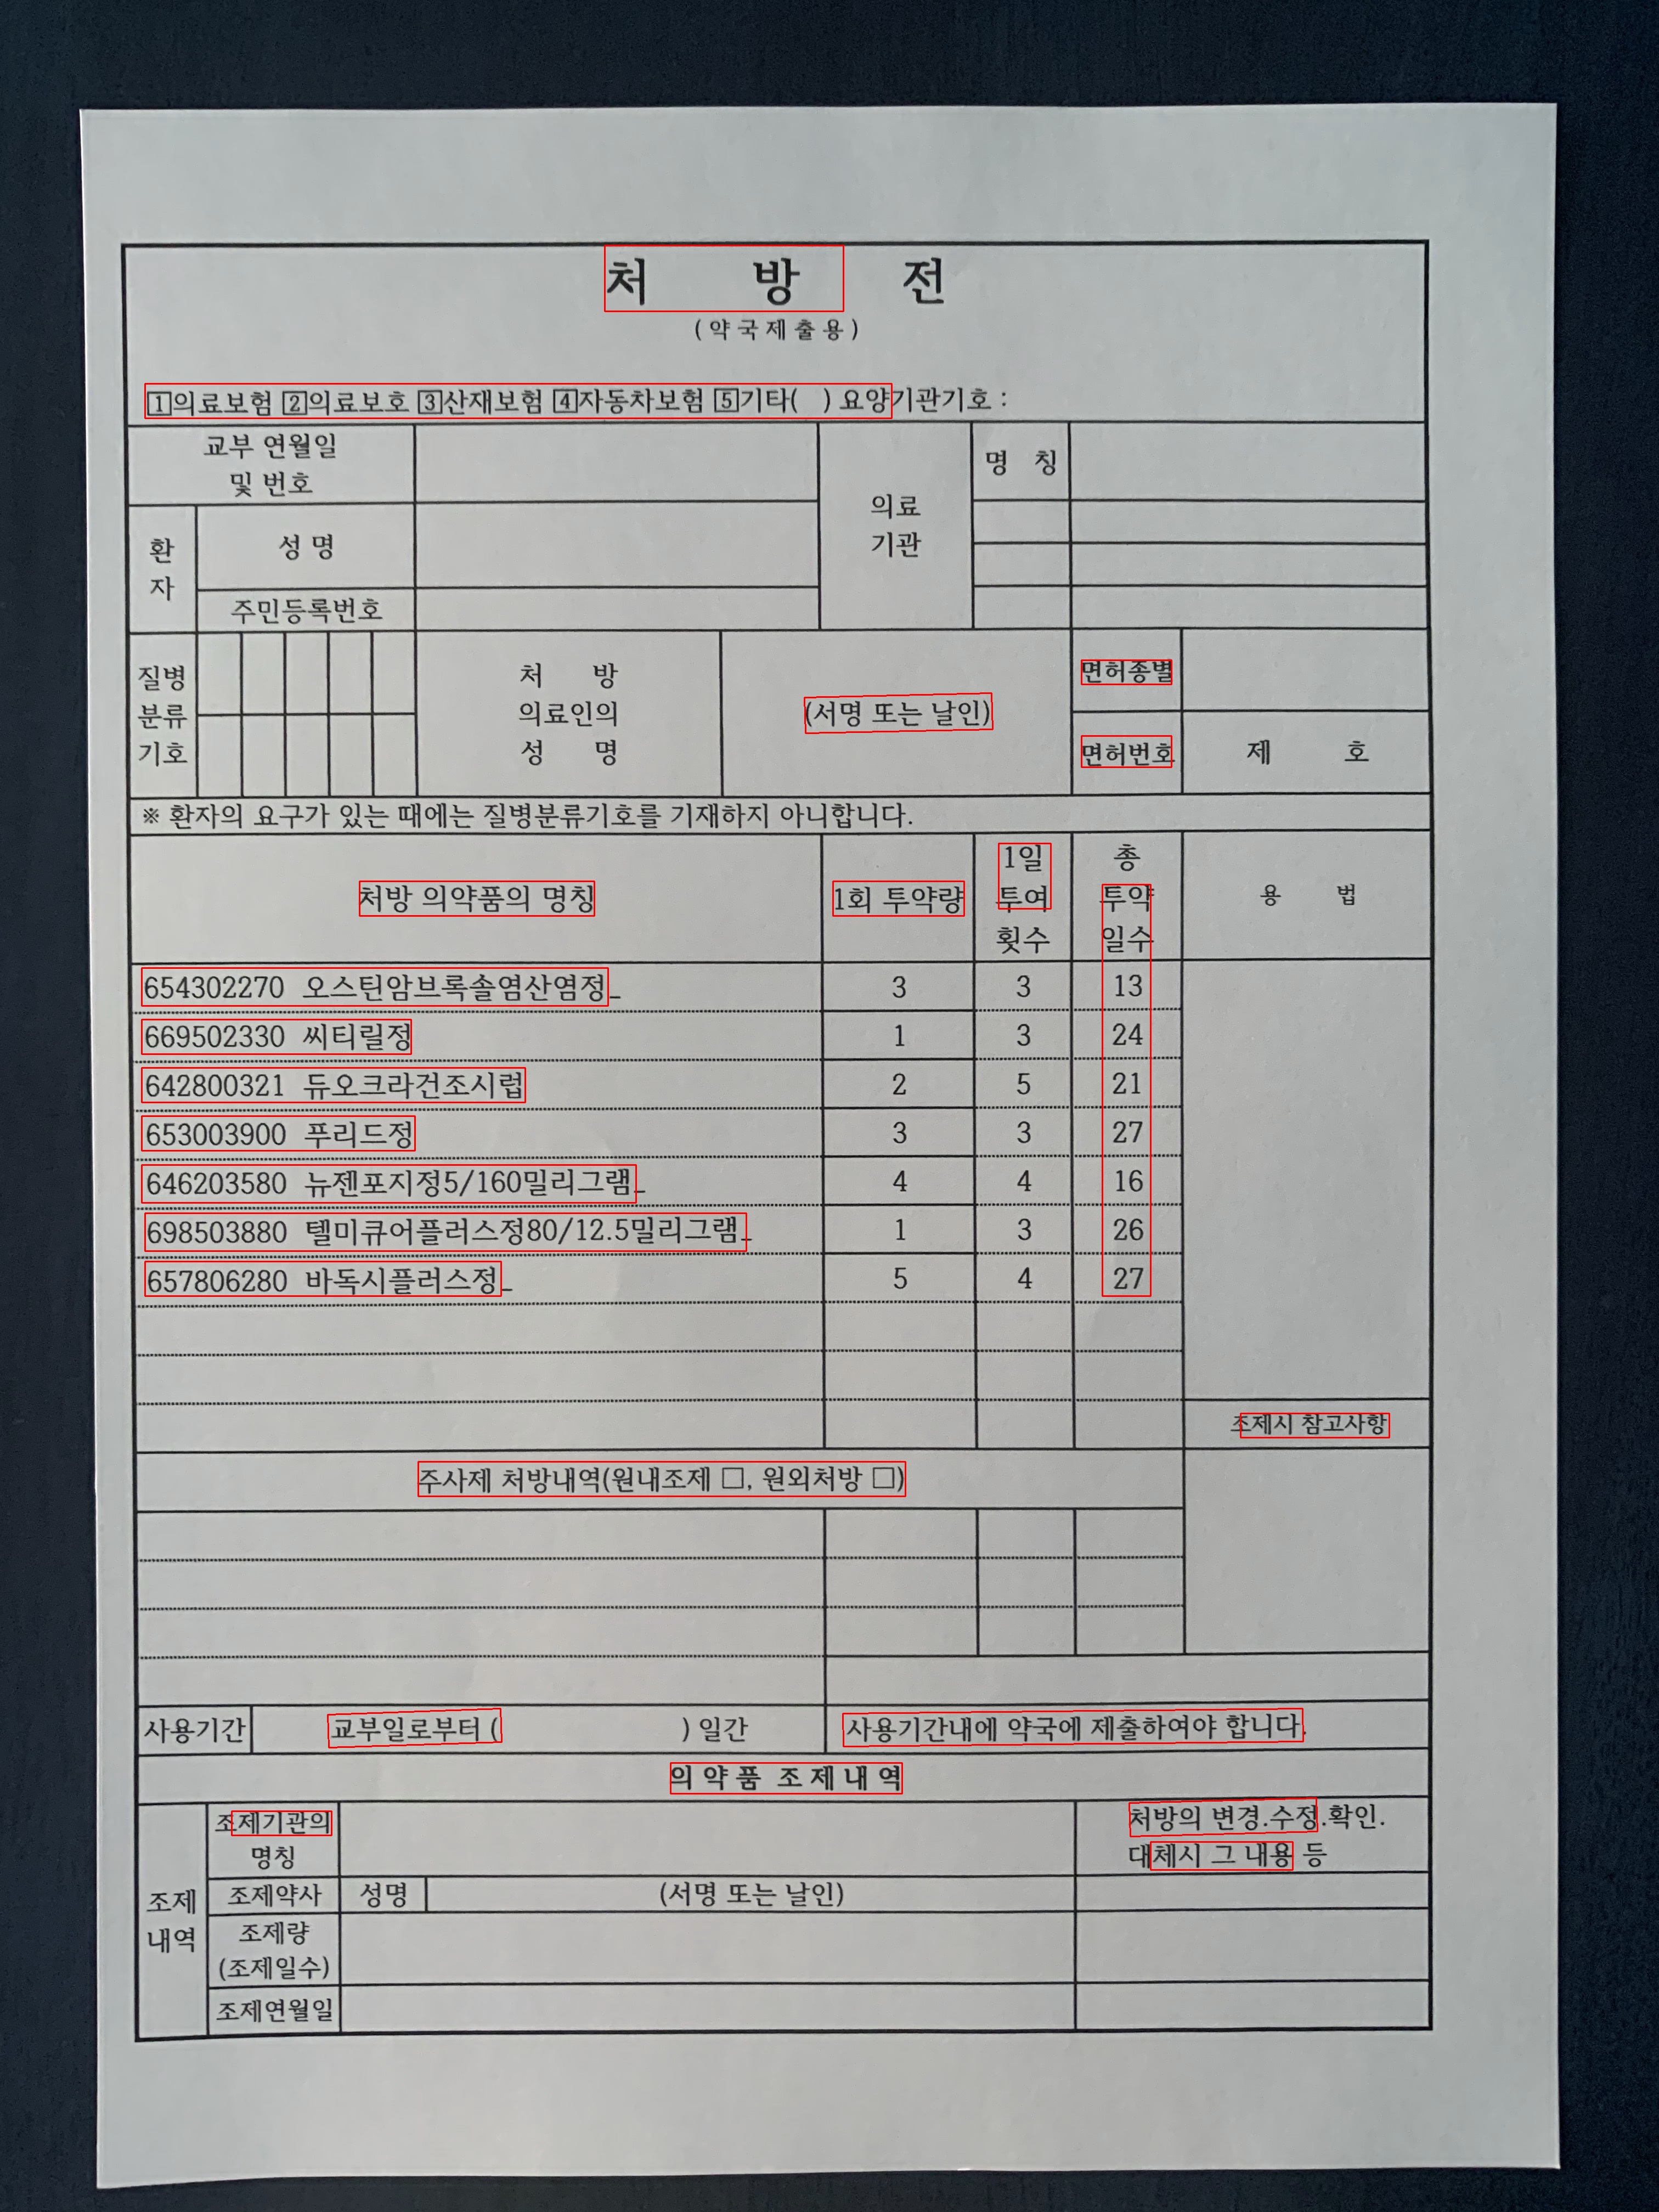 처 방 전
(약국제출용)
1의료보험 2의료보호 3산재보험 4자동차보험 5기타( ) 요양기관기호 :
교부 연월일
및 번호
의료
기관
명 칭
환
자
성 명
주민등록번호
질병
분류
기호
처 방
의료인의
성 명
(서명 또는 날인)
면허종별
면허번호
제 호
※ 환자의 요구가 있는 때에는 질병분류기호를 기재하지 아니합니다.
처방 의약품의 명칭
1회 투약량
1일
투여
횟수
총
투약
일수
용 법
654302270 오스틴암브록솔염산염정_ 3 3 13
669502330 씨티릴정 1 3 24
642800321 듀오크라건조시럽 2 5 21
653003900 푸리드정 3 3 27
646203580 뉴젠포지정5/160밀리그램_ 4 4 16
698503880 텔미큐어플러스정80/12.5밀리그램_ 1 3 26
657806280 바독시플러스정_ 5 4 27
조제시 참고사항
주사제 처방내역(원내조제 □, 원외처방 □)
사용기간 교부일로부터 ( ) 일간 사용기간내에 약국에 제출하여야 합니다.
의 약 품 조 제 내 역
조제
내역
조제기관의
명칭
처방의 변경.수정.확인.
대체시 그 내용 등
조제약사 성명 (서명 또는 날인)
조제량
(조제일수)
조제연월일